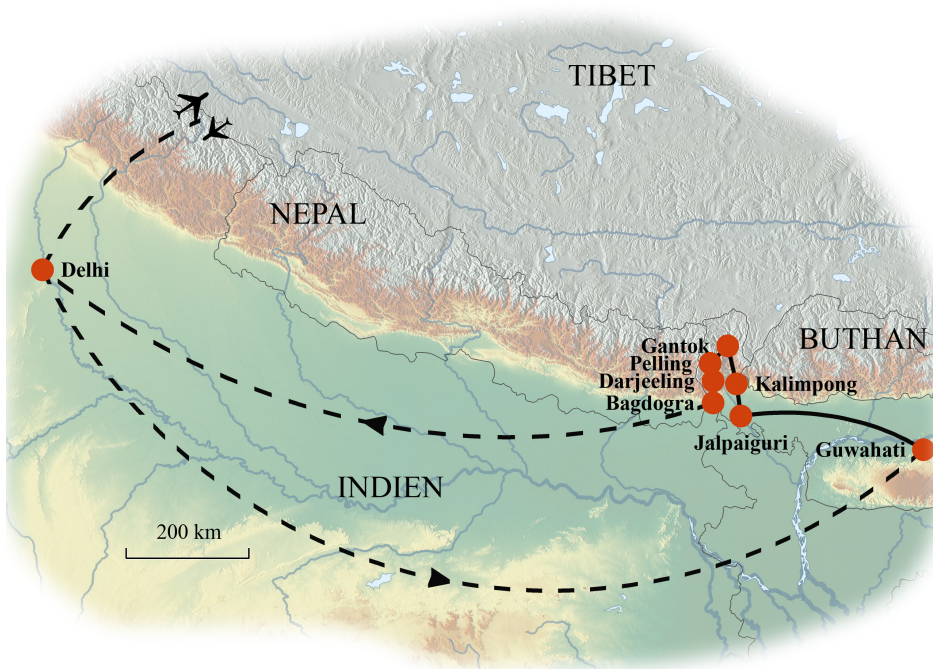 TIBET
NEPAL
Delhi
BUTHAN
Gantok
Pelling
Darjeeling
Kalimpong
Bagdogra
Jalpaiguri
Guwahati
INDIEN
200 km